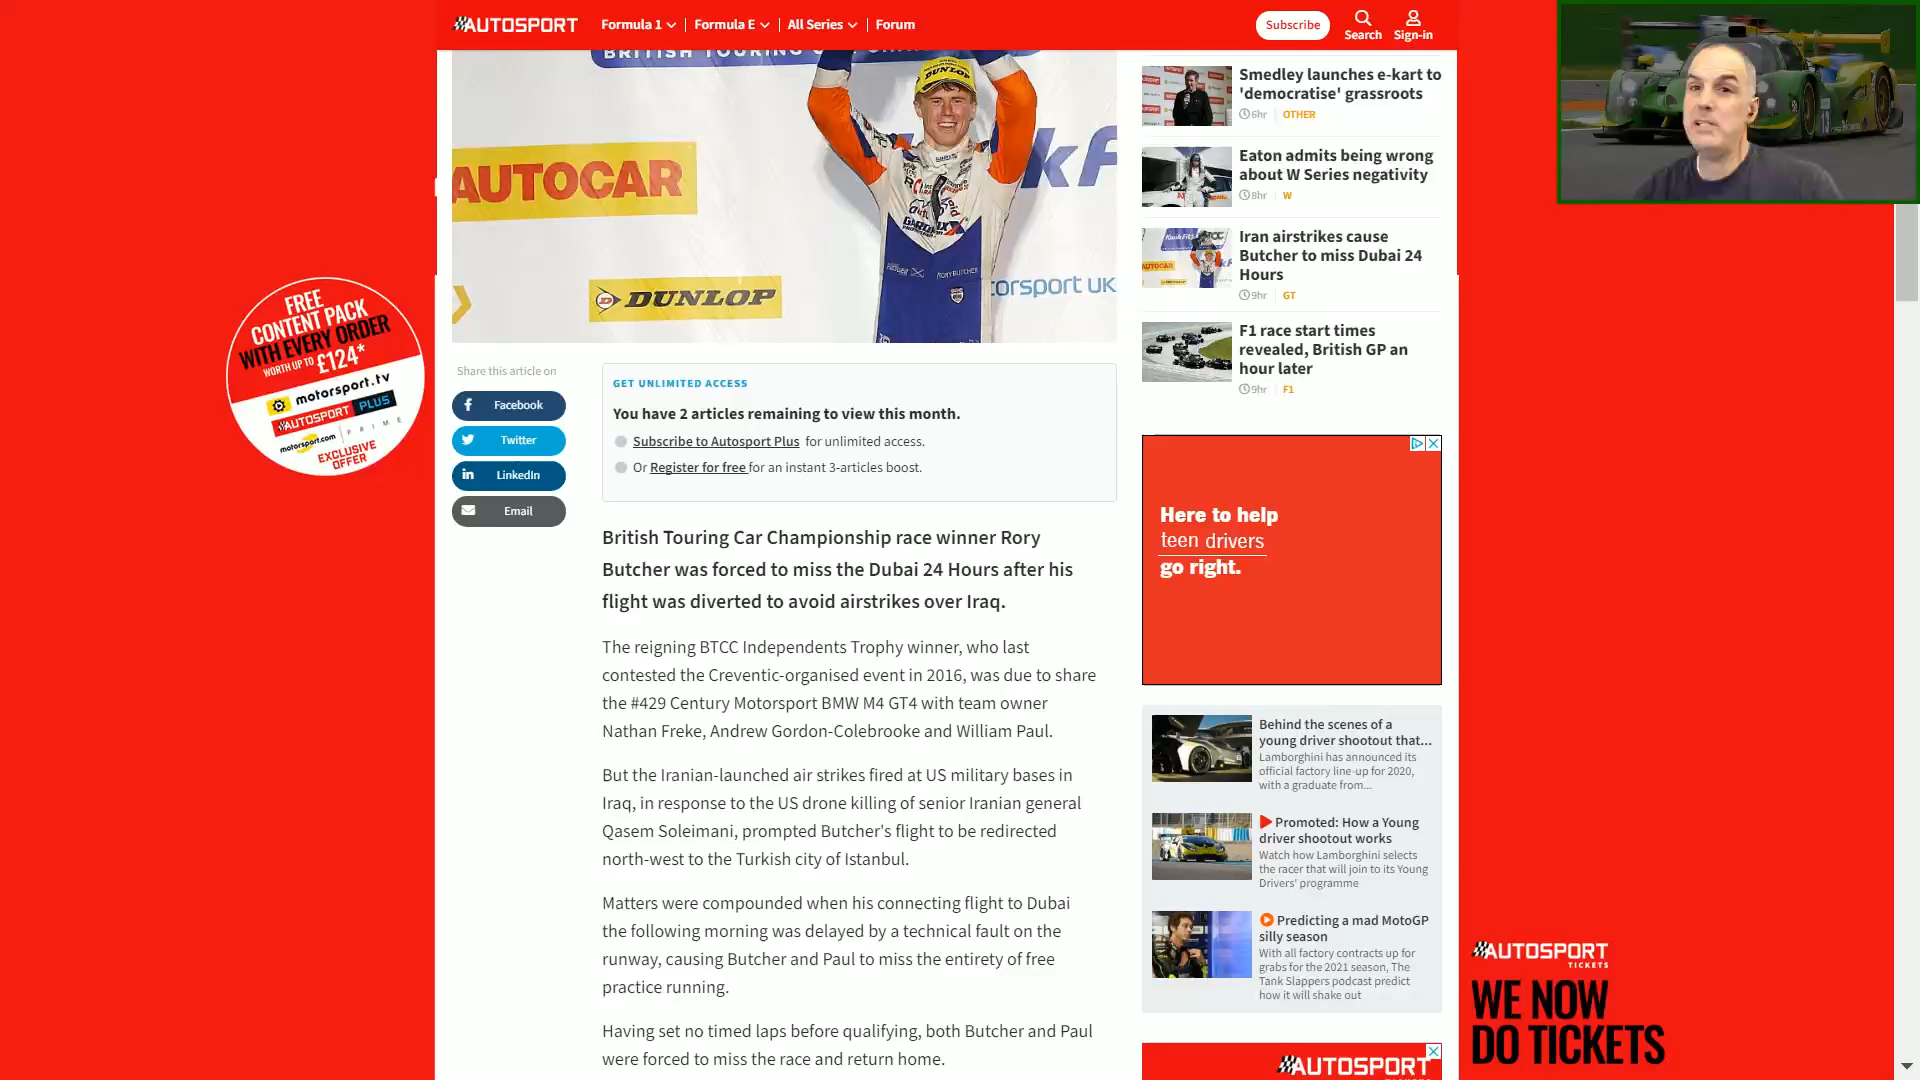 AUTOSPORT
Formula 1
Formula E
All Series
Forum
Subscribe
Search
Sign-in
BRITISH TOURING
DUNLOP
AUTOCAR
kF
DUNLOP
RORY BUTCHER
orsport UK
FREE
CONTENT PACK
WITH EVERY ORDER
WORTH UP TO £124*
motorsport.tv
AUTOSPORT PLUS
motorsport.com PRIME
EXCLUSIVE
OFFER
Share this article on
Facebook
Twitter
LinkedIn
Email
GET UNLIMITED ACCESS
You have 2 articles remaining to view this month.
Subscribe to Autosport Plus for unlimited access.
Or Register for free for an instant 3-articles boost.
British Touring Car Championship race winner Rory
Butcher was forced to miss the Dubai 24 Hours after his
flight was diverted to avoid airstrikes over Iraq.
The reigning BTCC Independents Trophy winner, who last
contested the Creventic-organised event in 2016, was due to share
the #429 Century Motorsport BMW M4 GT4 with team owner
Nathan Freke, Andrew Gordon-Colebrooke and William Paul.
But the Iranian-launched air strikes fired at US military bases in
Iraq, in response to the US drone killing of senior Iranian general
Qasem Soleimani, prompted Butcher's flight to be redirected
north-west to the Turkish city of Istanbul.
Matters were compounded when his connecting flight to Dubai
the following morning was delayed by a technical fault on the
runway, causing Butcher and Paul to miss the entirety of free
practice running.
Having set no timed laps before qualifying, both Butcher and Paul
were forced to miss the race and return home.
Smedley launches e-kart to
'democratise' grassroots
6hr OTHER
Eaton admits being wrong
about W Series negativity
8hr W
Iran airstrikes cause
Butcher to miss Dubai 24
Hours
9hr GT
F1 race start times
revealed, British GP an
hour later
9hr F1
Here to help
teen drivers
go right.
Behind the scenes of a
young driver shootout that...
Lamborghini has announced its
official factory line-up for 2020,
with a graduate from...
Promoted: How a Young
driver shootout works
Watch how Lamborghini selects
the racer that will join to its Young
Drivers' programme
Predicting a mad MotoGP
silly season
With all factory contracts up for
grabs for the 2021 season, The
Tank Slappers podcast predict
how it will shake out
AUTOSPORT
AUTOSPORT
TICKETS
WE NOW
DO TICKETS